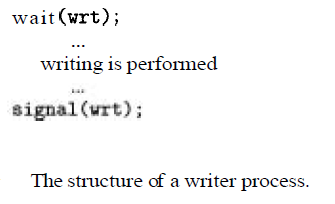 wait(wrt);
...
writing is performed
...
signal(wrt);
The structure of a writer process.